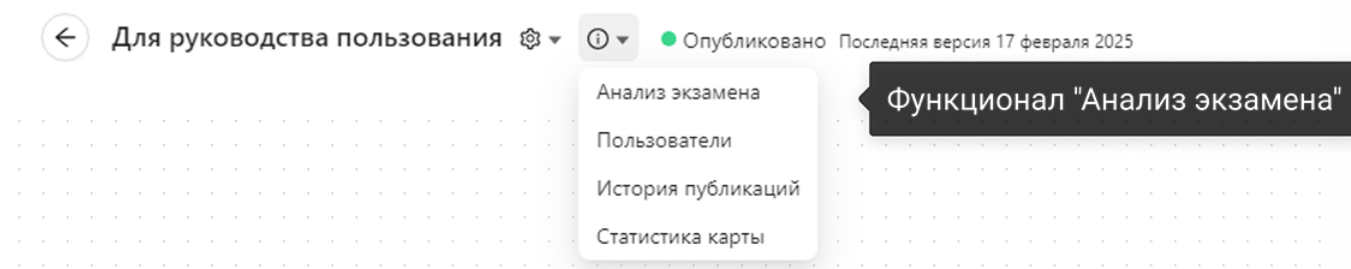 Для руководства пользования
Опубликовано Последняя версия 17 февраля 2025
Анализ экзамена
Функционал "Анализ экзамена"
Пользователи
История публикаций
Статистика карты